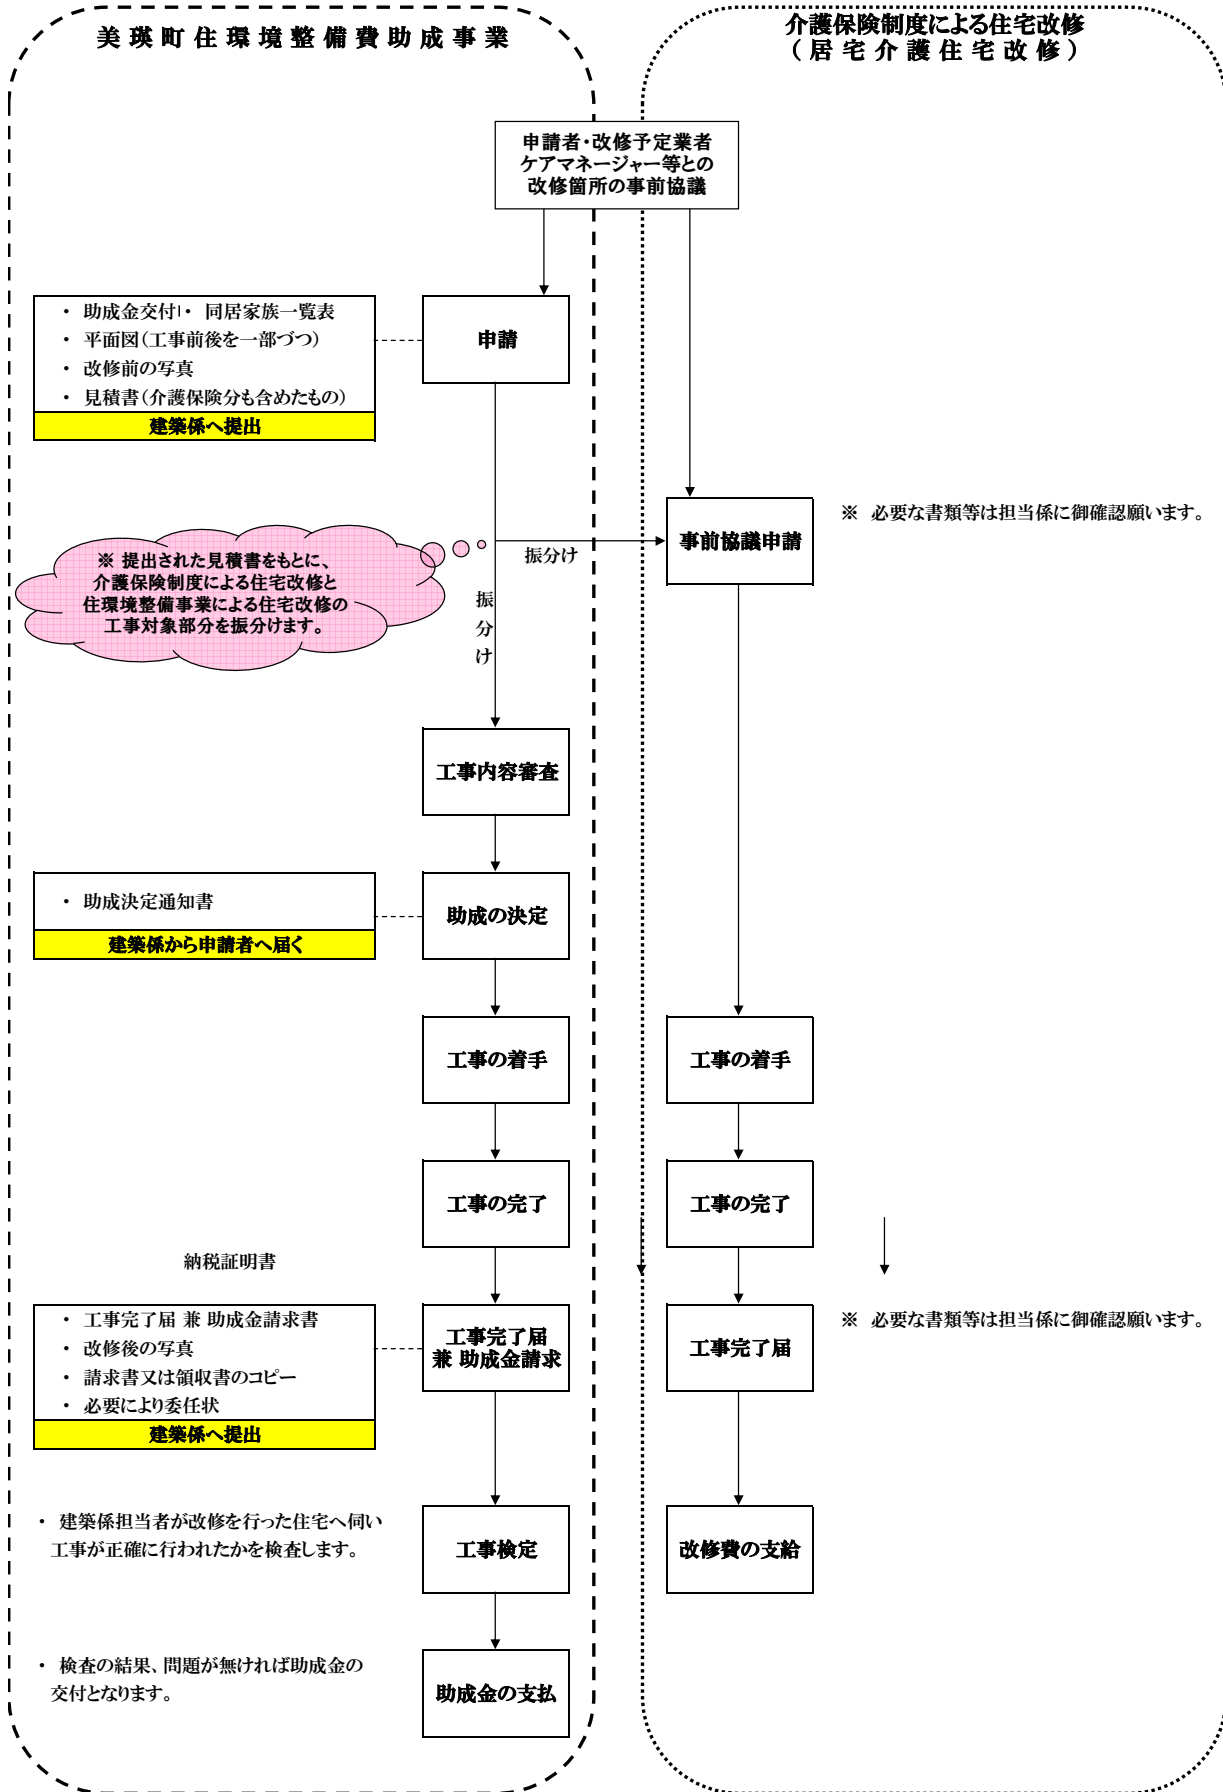 美瑛町住環境整備費助成事業
介護保険制度による住宅改修
（居宅介護住宅改修）
申請者・改修予定業者
ケアマネージャー等との
改修箇所の事前協議
・ 助成金交付・ 同居家族一覧表
・ 平面図（工事前後を一部づつ）
・ 改修前の写真
・ 見積書（介護保険分も含めたもの）
建築係へ提出
申請
※ 提出された見積書をもとに、
介護保険制度による住宅改修と
住環境整備事業による住宅改修の
工事対象部分を振分けます。
振分け
振分け
事前協議申請
※ 必要な書類等は担当係に御確認願います。
工事内容審査
・ 助成決定通知書
建築係から申請者へ届く
助成の決定
工事の着手
工事の着手
工事の完了
工事の完了
納税証明書
・ 工事完了届 兼 助成金請求書
・ 改修後の写真
・ 請求書又は領収書のコピー
・ 必要により委任状
建築係へ提出
工事完了届
兼 助成金請求
工事完了届
※ 必要な書類等は担当係に御確認願います。
・ 建築係担当者が改修を行った住宅へ伺い
工事が正確に行われたかを検査します。
工事検定
改修費の支給
・ 検査の結果、問題が無ければ助成金の
交付となります。
助成金の支払